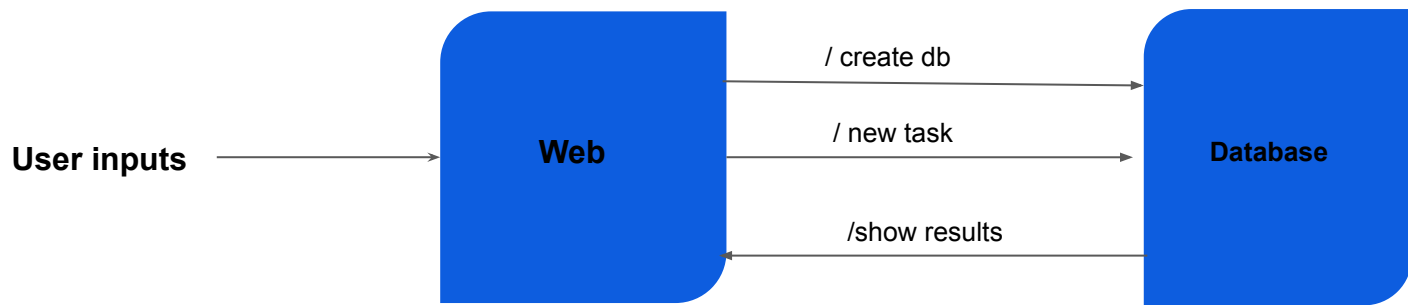 / create db
/ new task
User inputs
Web
Database
/show results